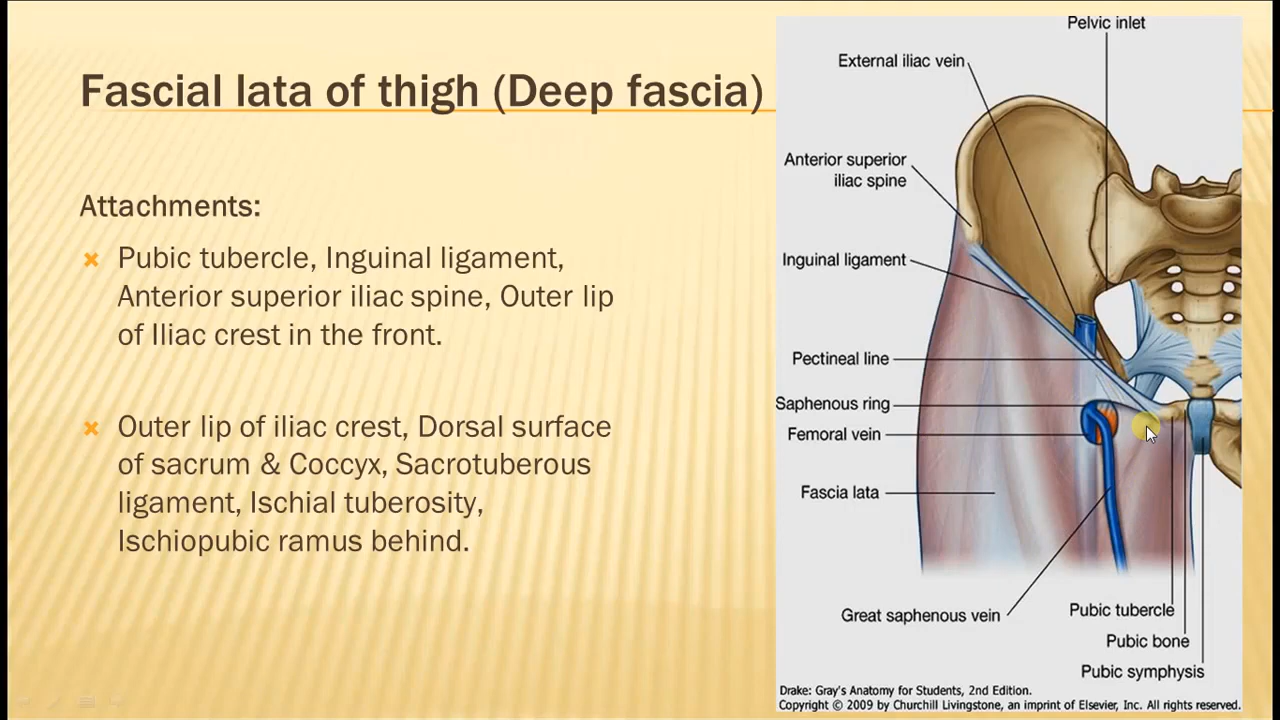 Fascial lata of thigh (Deep fascia)
Attachments:
Pubic tubercle, Inguinal ligament,
Anterior superior iliac spine, Outer lip
of Iliac crest in the front.
Outer lip of iliac crest, Dorsal surface
of sacrum & Coccyx, Sacrotuberous
ligament, Ischial tuberosity,
Ischiopubic ramus behind.
Pelvic inlet
External iliac vein
Anterior superior
iliac spine
Inguinal ligament
Pectineal line
Saphenous ring
Femoral vein
Fascia lata
Great saphenous vein
Pubic tubercle
Pubic bone
Pubic symphysis
Drake: Gray's Anatomy for Students, 2nd Edition.
Copyright © 2009 by Churchill Livingstone, an imprint of Elsevier, Inc. All rights reserved.